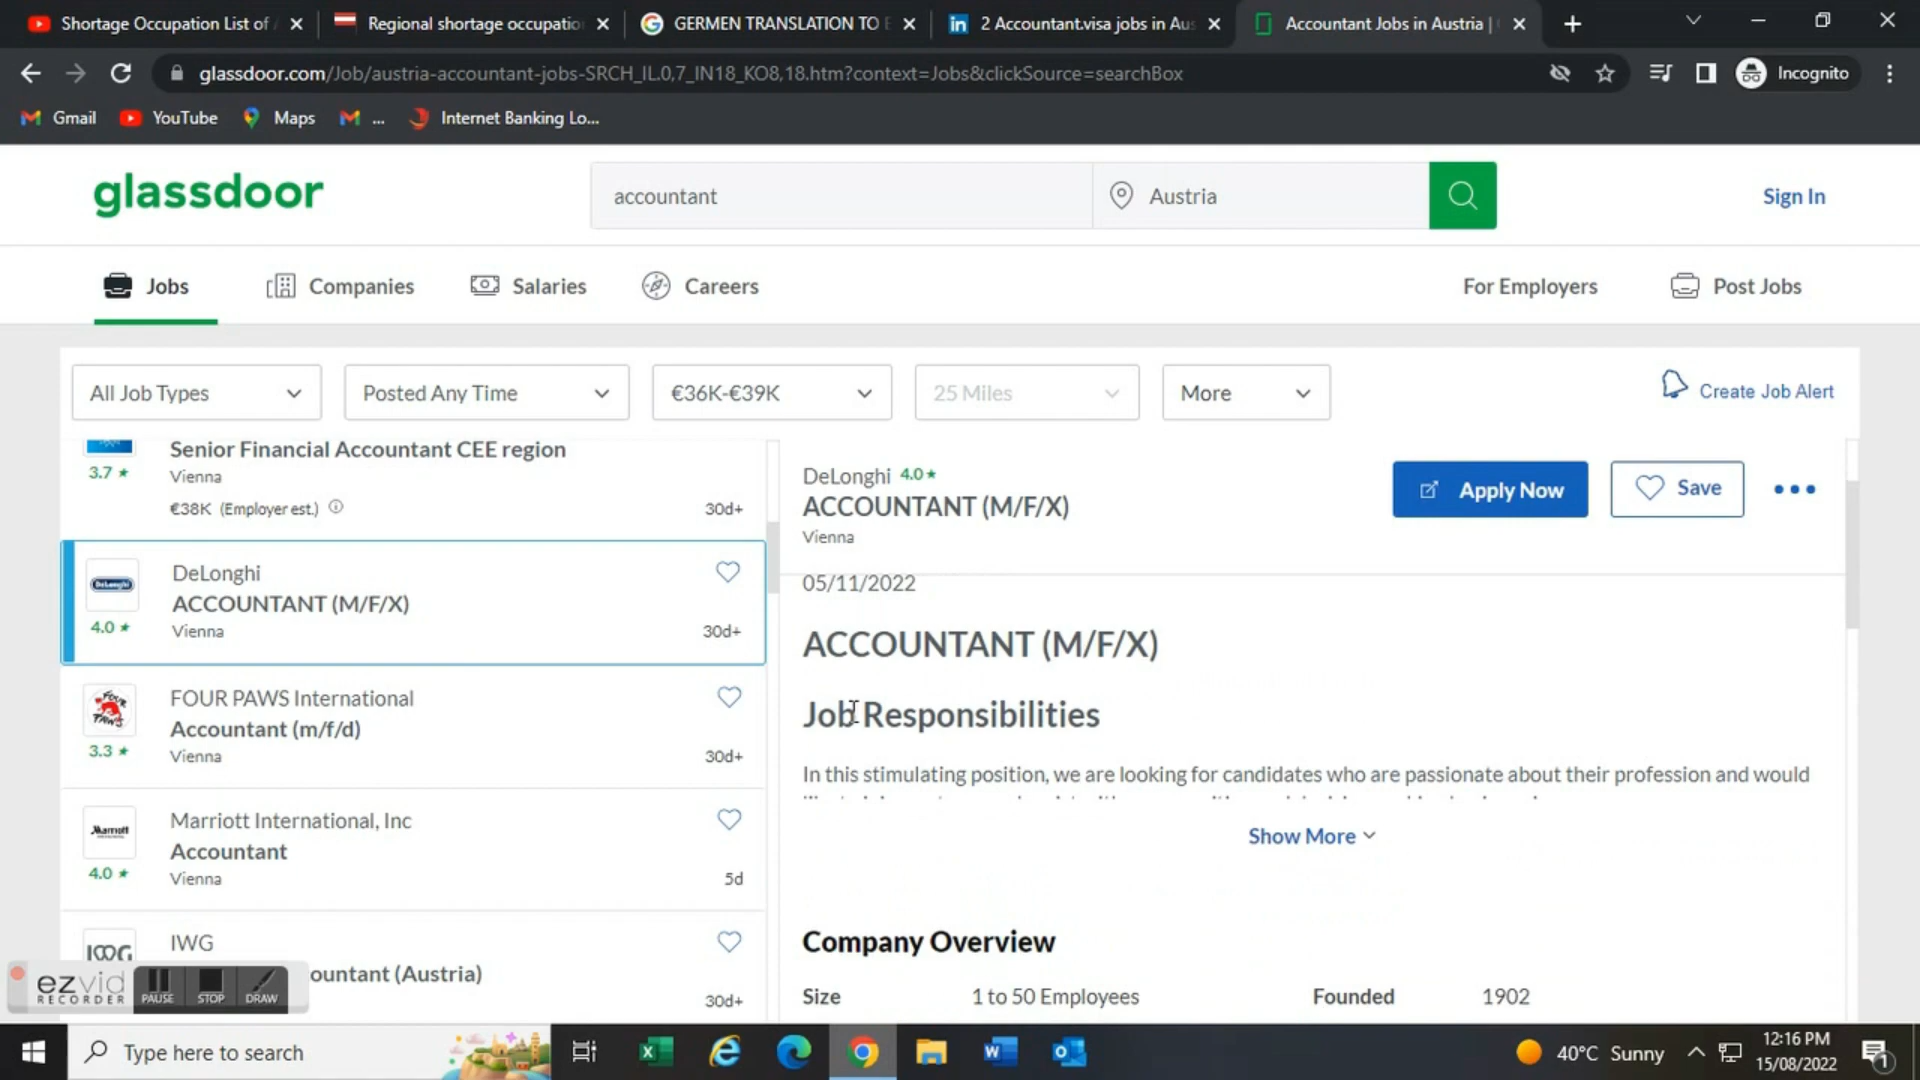 Shortage Occupation List of
Regional shortage occupatio
GERMEN TRANSLATION TO E
in 2 Accountant.visa jobs in Aus
Accountant Jobs in Austria |
glassdoor.com/Job/austria-accountant-jobs-SRCH_IL.0,7_IN18_KO8,18.htm?context=Jobs&clickSource=searchBox
Incognito
Gmail
YouTube
Maps
...
Internet Banking Lo...
glassdoor
accountant
Austria
Sign In
Jobs
Companies
Salaries
Careers
For Employers
Post Jobs
All Job Types
Posted Any Time
€36K-€39K
25 Miles
More
Create Job Alert
Senior Financial Accountant CEE region
3.7 ★
Vienna
€38K (Employer est.)
30d+
DeLonghi
DeLonghi
ACCOUNTANT (M/F/X)
4.0 ★
Vienna
30d+
FOUR PAWS
FOUR PAWS International
Accountant (m/f/d)
3.3 ★
Vienna
30d+
Marriott
Marriott International, Inc
Accountant
4.0 ★
Vienna
5d
IWG
IWG
ountant (Austria)
30d+
DeLonghi 4.0 ★
ACCOUNTANT (M/F/X)
Vienna
Apply Now
Save
05/11/2022
ACCOUNTANT (M/F/X)
Job Responsibilities
In this stimulating position, we are looking for candidates who are passionate about their profession and would
Show More
Company Overview
Size
1 to 50 Employees
Founded
1902
ezvid
RECORDER
PAUSE
STOP
DRAW
Type here to search
40°C Sunny
12:16 PM
15/08/2022
1